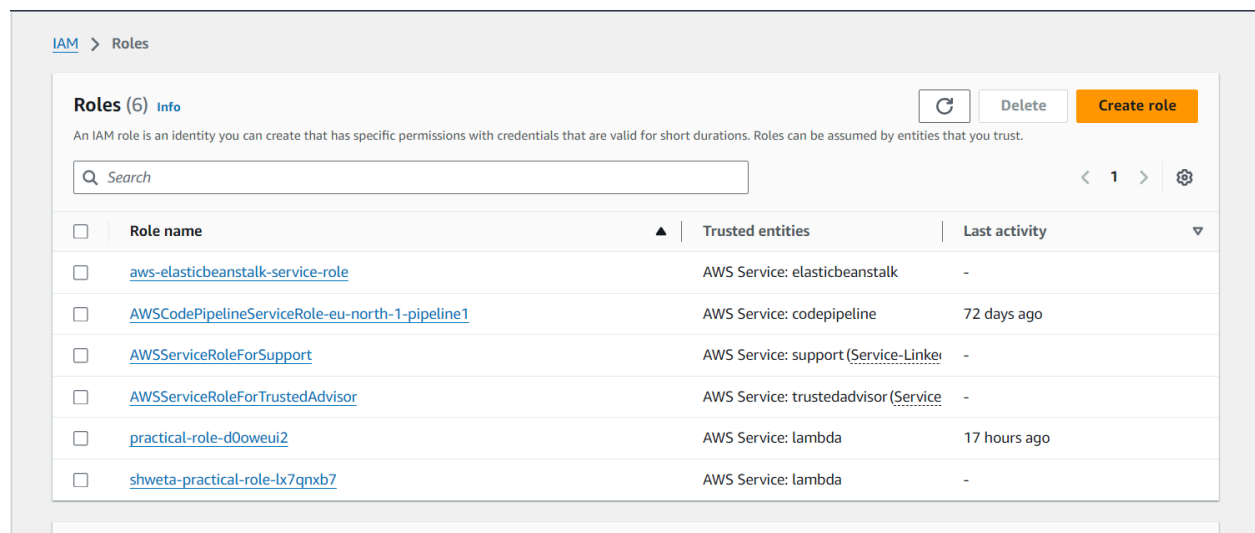 IAM > Roles
Roles (6) Info
Delete
Create role
An IAM role is an identity you can create that has specific permissions with credentials that are valid for short durations. Roles can be assumed by entities that you trust.
Search
1
Role name Trusted entities Last activity
aws-elasticbeanstalk-service-role AWS Service: elasticbeanstalk -
AWSCodePipelineServiceRole-eu-north-1-pipeline1 AWS Service: codepipeline 72 days ago
AWSServiceRoleForSupport AWS Service: support (Service-Linke -
AWSServiceRoleForTrustedAdvisor AWS Service: trustedadvisor (Service -
practical-role-d0oweui2 AWS Service: lambda 17 hours ago
shweta-practical-role-lx7qnxb7 AWS Service: lambda -